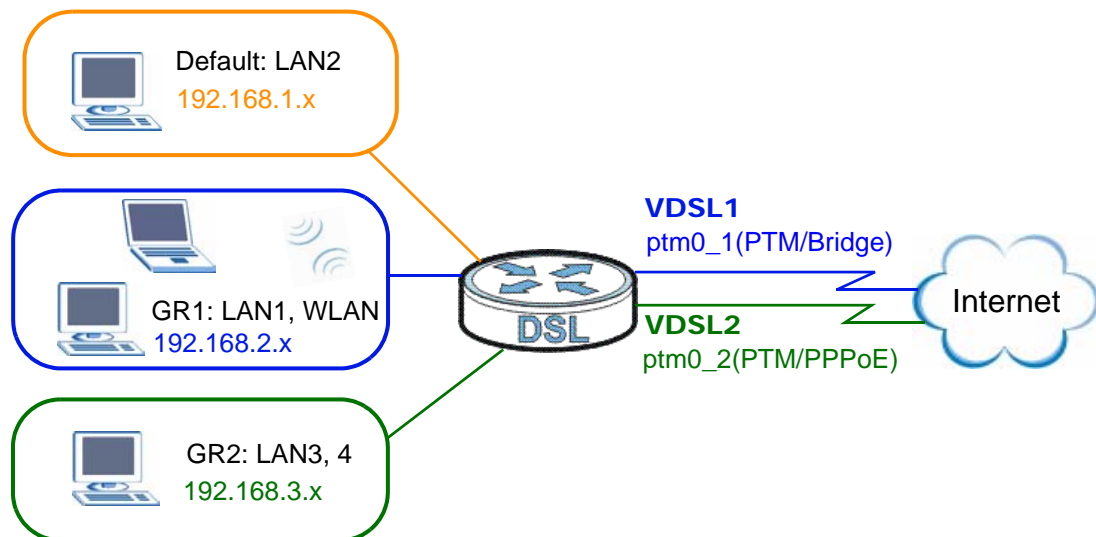 Default: LAN2
192.168.1.x
GR1: LAN1, WLAN
192.168.2.x
GR2: LAN3, 4
192.168.3.x
DSL
VDSL1
ptm0_1(PTM/Bridge)
VDSL2
ptm0_2(PTM/PPPoE)
Internet